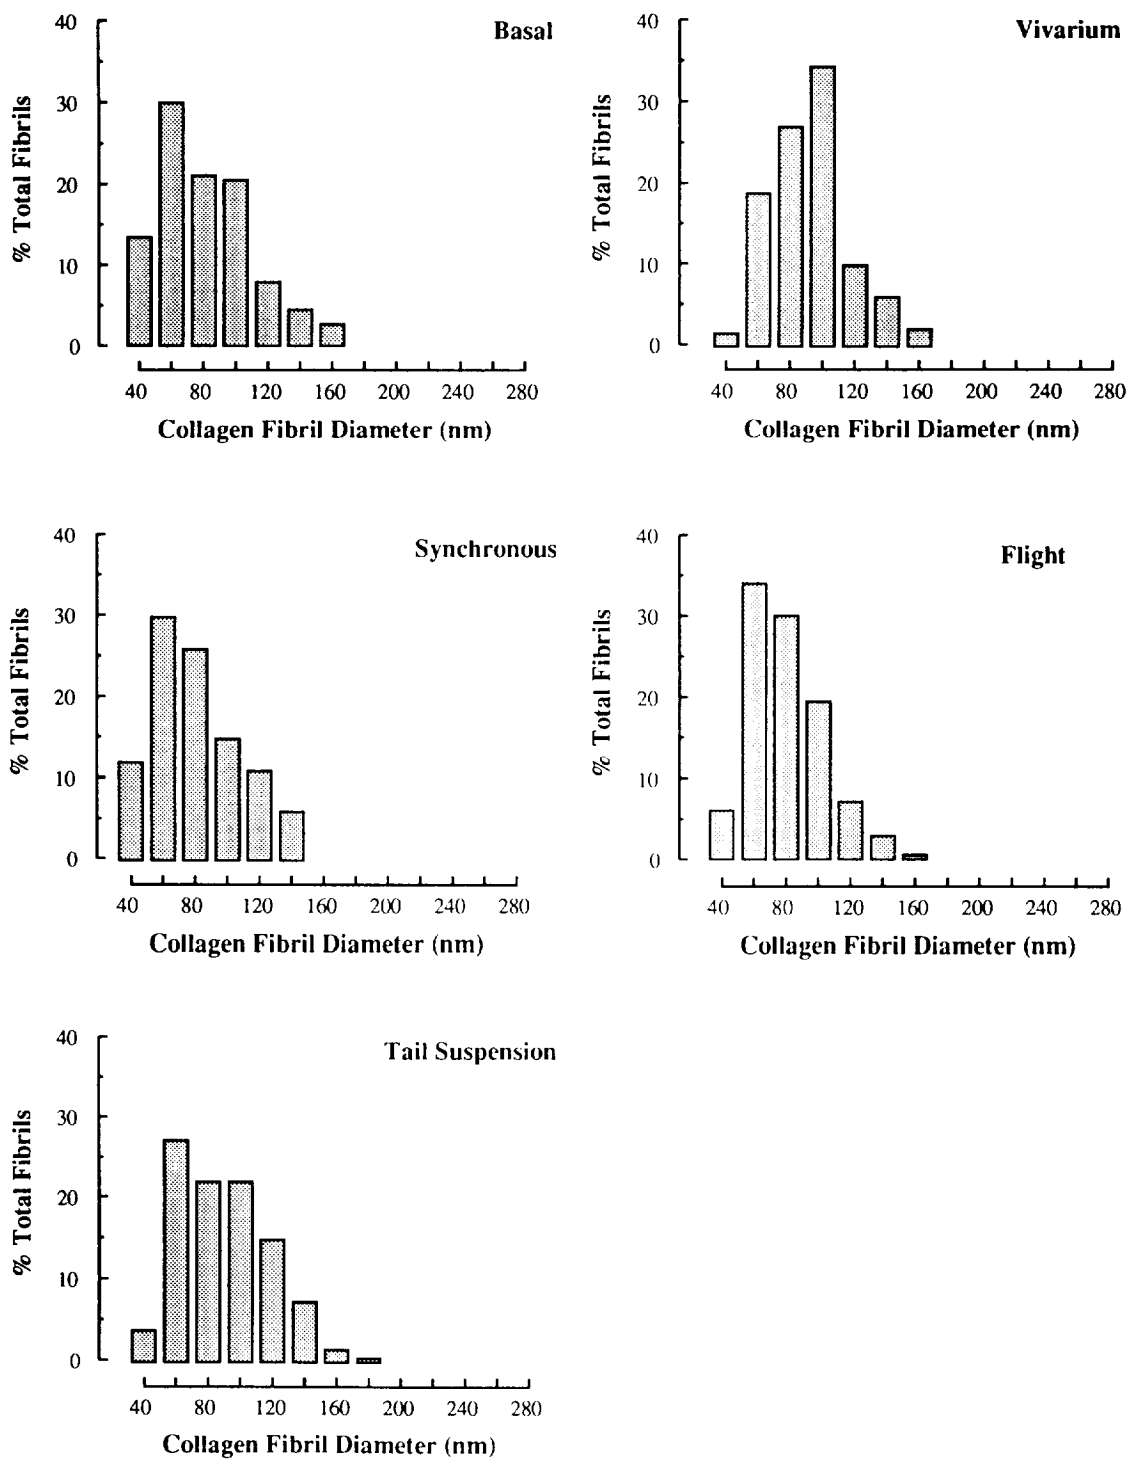 Basal
% Total Fibrils
40
30
20
10
0
40 80 120 160 200 240 280
Collagen Fibril Diameter (nm)
Vivarium
% Total Fibrils
40
30
20
10
0
40 80 120 160 200 240 280
Collagen Fibril Diameter (nm)
Synchronous
% Total Fibrils
40
30
20
10
0
40 80 120 160 200 240 280
Collagen Fibril Diameter (nm)
Flight
% Total Fibrils
40
30
20
10
0
40 80 120 160 200 240 280
Collagen Fibril Diameter (nm)
Tail Suspension
% Total Fibrils
40
30
20
10
0
40 80 120 160 200 240 280
Collagen Fibril Diameter (nm)